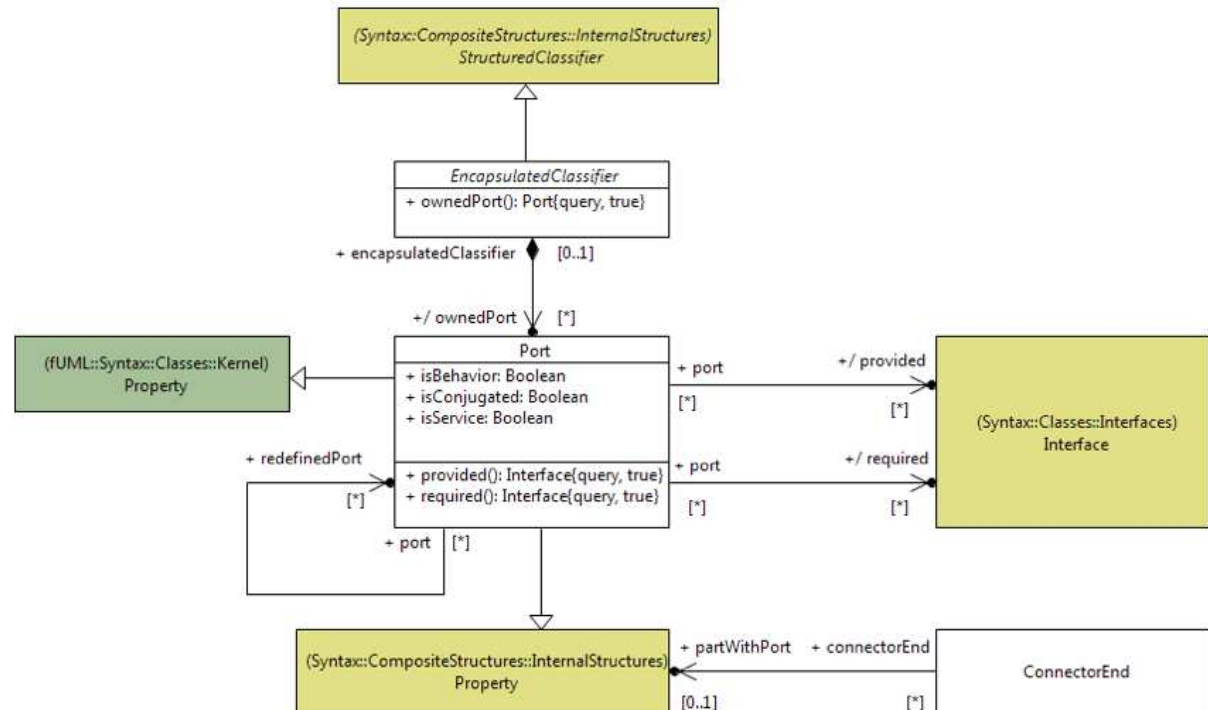 (Syntax::CompositeStructures::InternalStructures)
StructuredClassifier
EncapsulatedClassifier
+ ownedPort(): Port{query, true}
+ encapsulatedClassifier [0..1]
+/ ownedPort [*]
(fUML::Syntax::Classes::Kernel)
Property
Port
+ isBehavior: Boolean
+ isConjugated: Boolean
+ isService: Boolean
+ provided(): Interface{query, true}
+ required(): Interface{query, true}
+ port +/ provided
[*] [*]
+ port +/ required
[*] [*]
(Syntax::Classes::Interfaces)
Interface
+ redefinedPort
[*]
+ port [*]
(Syntax::CompositeStructures::InternalStructures)
Property
+ partWithPort + connectorEnd
[0..1] [*]
ConnectorEnd